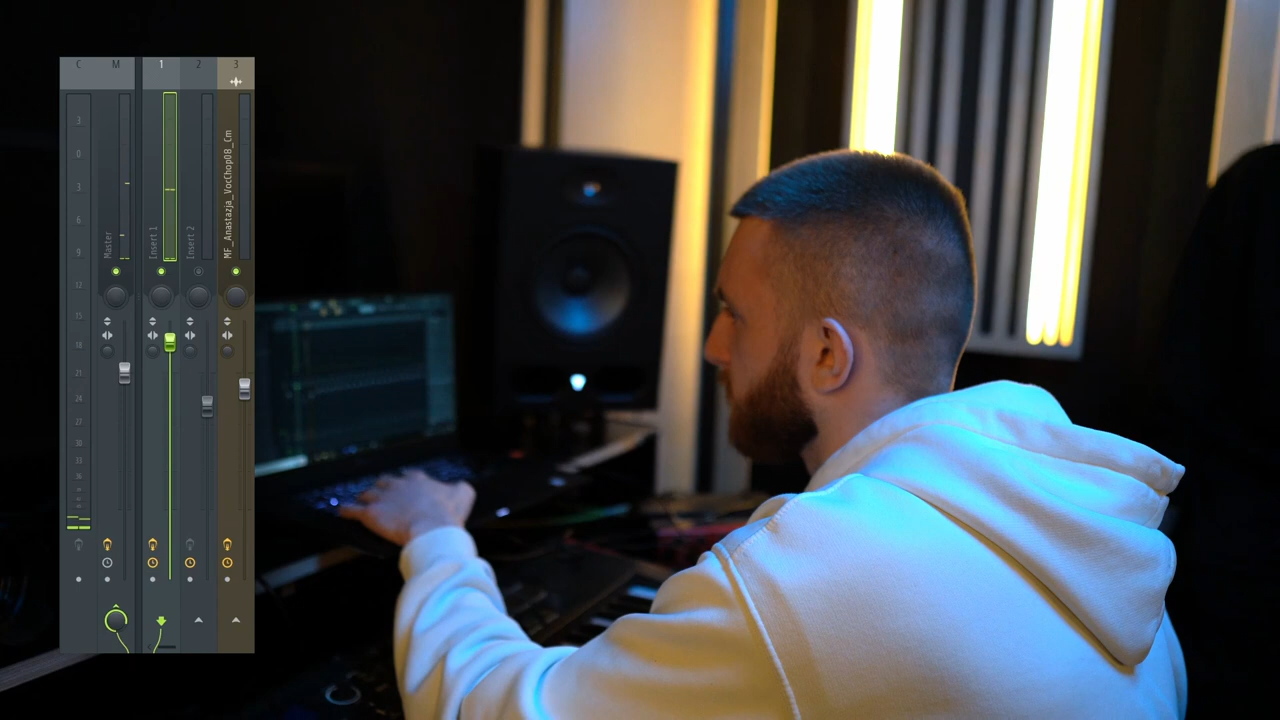 C M 1 2 3
3
0
3
6
9
12
15
18
21
24
27
30
33
36
Master
Insert 1
Insert 2
MF_Anastazja_VocChop08_Cm